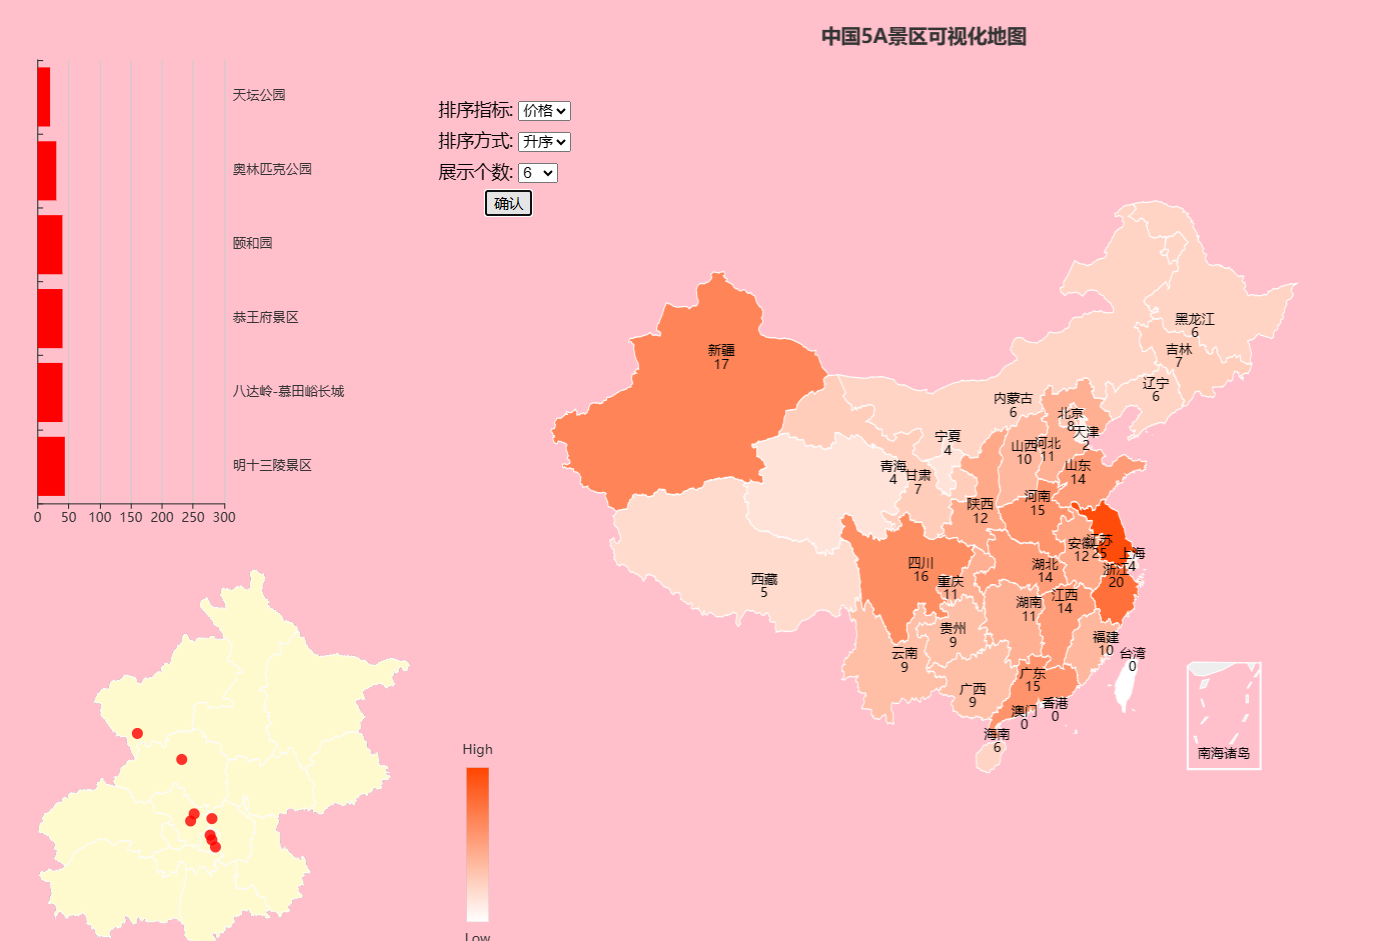 中国5A景区可视化地图
天坛公园
奥林匹克公园
颐和园
恭王府景区
八达岭-慕田峪长城
明十三陵景区
0 50 100 150 200 250 300
排序指标: 价格
排序方式: 升序
展示个数: 6
确认
黑龙江
6
吉林
7
辽宁
6
新疆
17
内蒙古
6
北京
8
天津
2
宁夏
4
山西
10
河北
11
山东
14
青海
4
甘肃
7
陕西
12
河南
15
安徽
12
江苏
25
上海
4
四川
16
湖北
14
浙江
20
西藏
5
重庆
11
湖南
11
江西
14
贵州
9
福建
10
云南
9
台湾
0
广西
9
广东
15
澳门
0
香港
0
海南
6
南海诸岛
High
Low